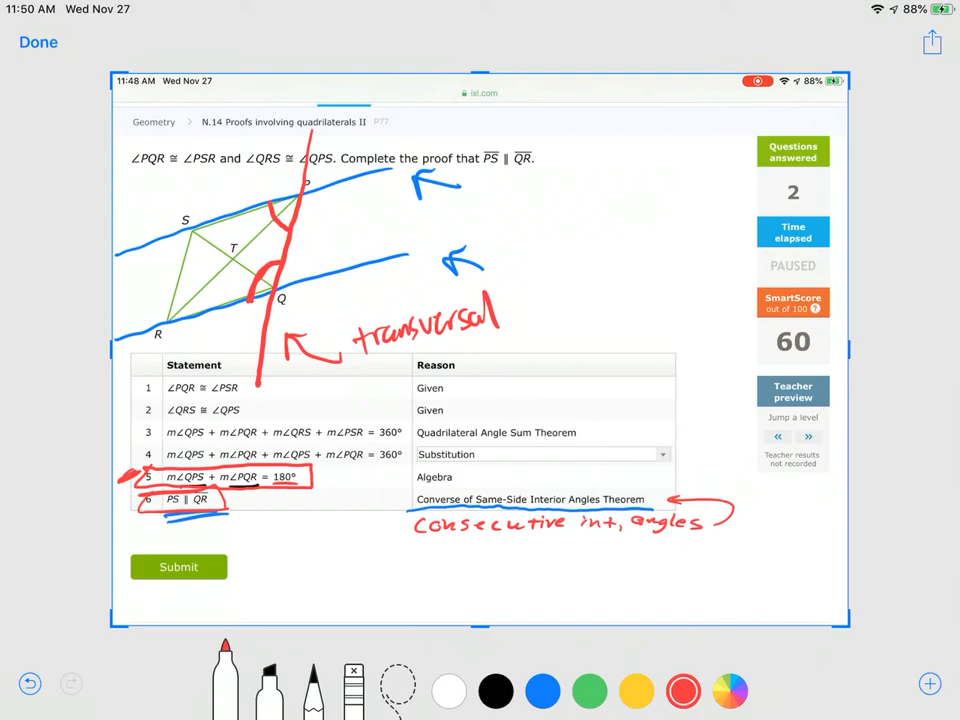 11:50 AM Wed Nov 27
88%
Done
11:48 AM Wed Nov 27
88%
ixl.com
Geometry > N.14 Proofs involving quadrilaterals II P77
∠PQR ≅ ∠PSR and ∠QRS ≅ ∠QPS. Complete the proof that PS ∥ QR.
Questions answered
2
Time elapsed
PAUSED
SmartScore
out of 100 ?
60
Teacher preview
Jump a level
« »
Teacher results not recorded
P
S
T
Q
R
transversal
Statement Reason
1 ∠PQR ≅ ∠PSR Given
2 ∠QRS ≅ ∠QPS Given
3 m∠QPS + m∠PQR + m∠QRS + m∠PSR = 360° Quadrilateral Angle Sum Theorem
4 m∠QPS + m∠PQR + m∠QPS + m∠PQR = 360° Substitution
5 m∠QPS + m∠PQR = 180° Algebra
6 PS ∥ QR Converse of Same-Side Interior Angles Theorem
Consecutive int, angles
Submit